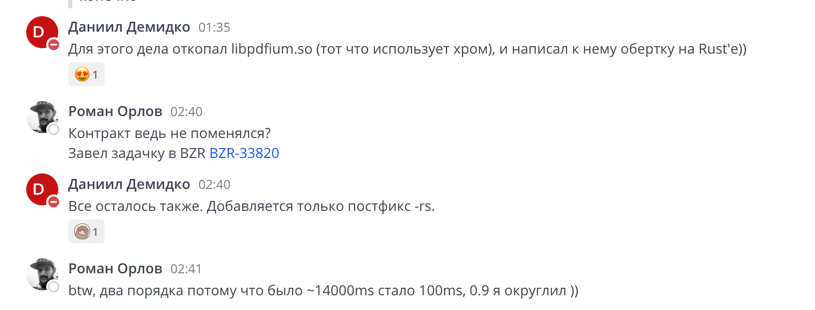 Даниил Демидко 01:35
Для этого дела откопал libpdfium.so (тот что использует хром), и написал к нему обертку на Rust'е))
1
Роман Орлов 02:40
Контракт ведь не поменялся?
Завел задачку в BZR BZR-33820
D
Даниил Демидко 02:40
Все осталось также. Добавляется только постфикс -rs.
1
Роман Орлов 02:41
btw, два порядка потому что было ~14000ms стало 100ms, 0.9 я округлил ))